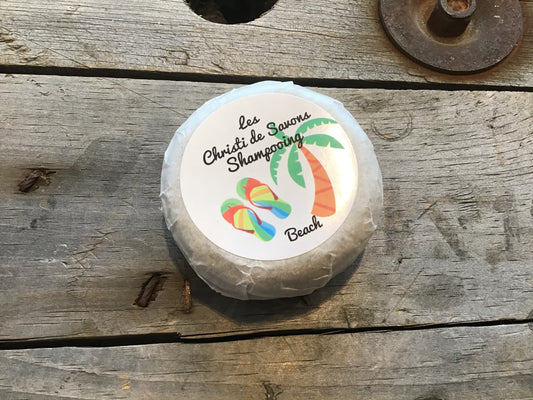 Les
Christi de Savons
Shampooing
Beach